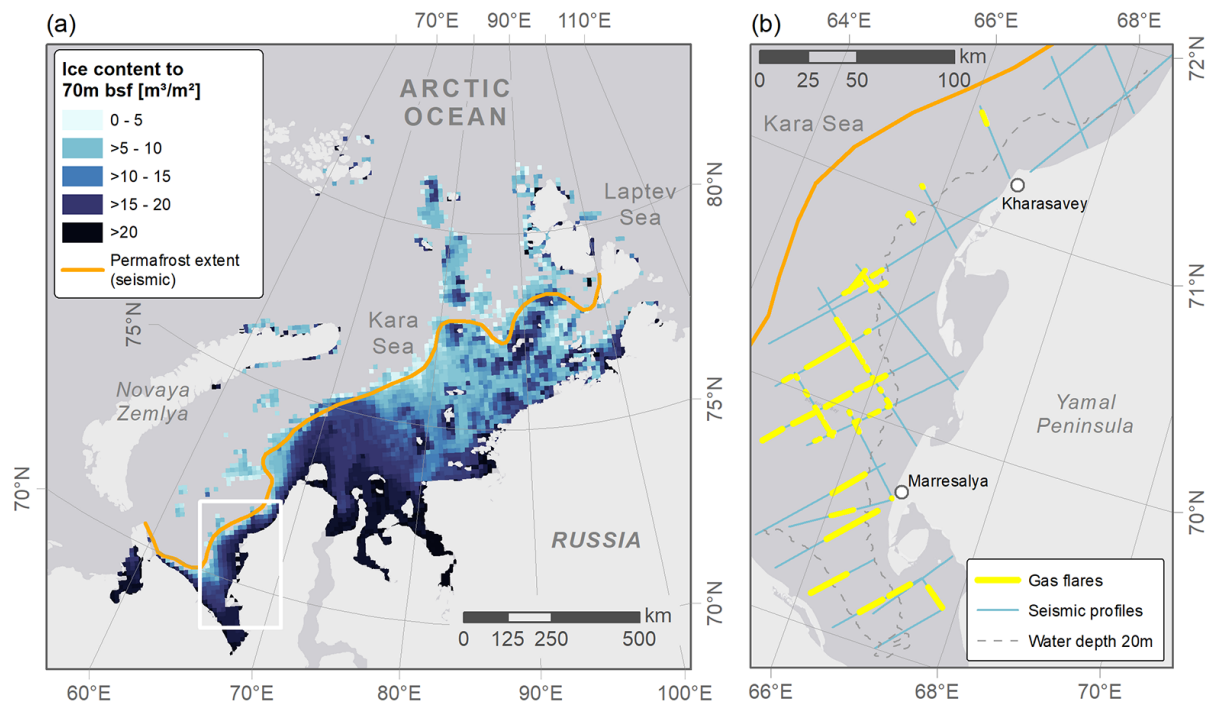 (a)
70°E 80°E 90°E 110°E
Ice content to
70m bsf [m³/m²]
0 - 5
>5 - 10
>10 - 15
>15 - 20
>20
Permafrost extent
(seismic)
ARCTIC
OCEAN
Laptev
Sea
80°N
75°N
Kara
Sea
Novaya
Zemlya
75°N
70°N
RUSSIA
70°N
km
0 125 250 500
60°E 70°E 80°E 90°E 100°E
(b)
64°E 66°E 68°E
km
0 25 50 100
72°N
Kara Sea
Kharasavey
71°N
Yamal
Peninsula
Marresalya
70°N
Gas flares
Seismic profiles
Water depth 20m
66°E 68°E 70°E